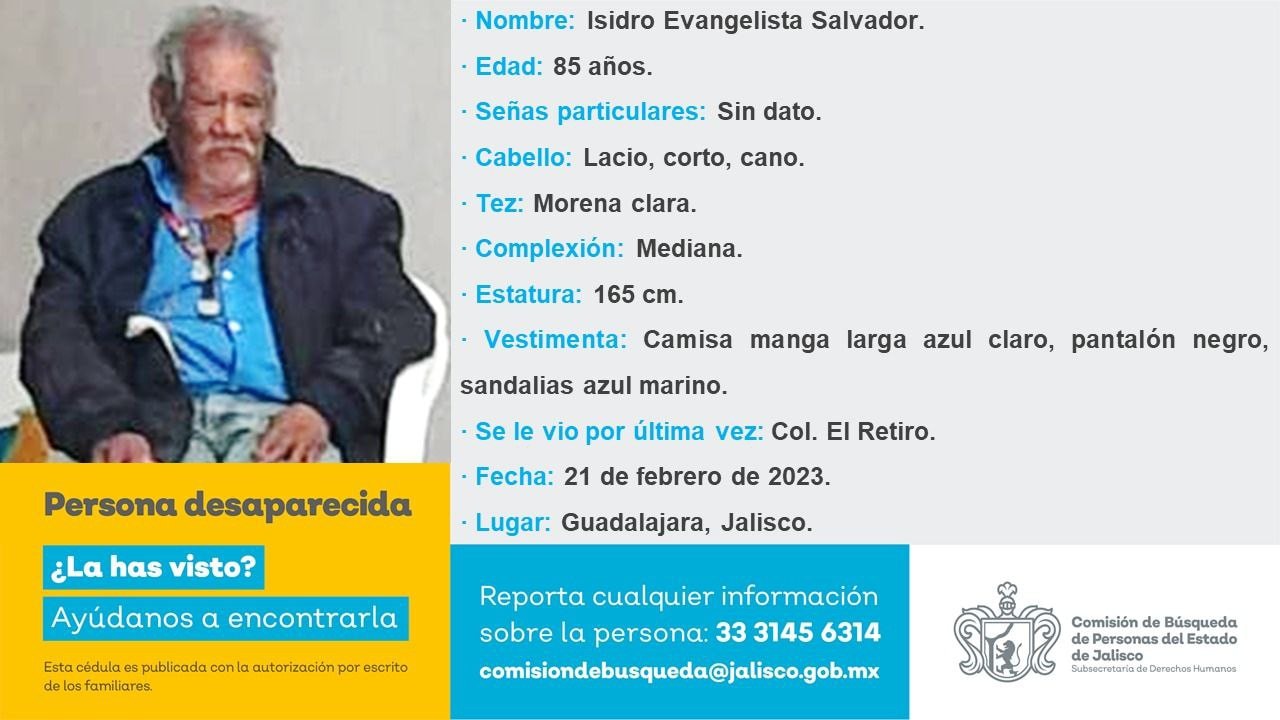 · Nombre: Isidro Evangelista Salvador.
· Edad: 85 años.
· Señas particulares: Sin dato.
· Cabello: Lacio, corto, cano.
· Tez: Morena clara.
· Complexión: Mediana.
· Estatura: 165 cm.
· Vestimenta: Camisa manga larga azul claro, pantalón negro,
sandalias azul marino.
· Se le vio por última vez: Col. El Retiro.
· Fecha: 21 de febrero de 2023.
· Lugar: Guadalajara, Jalisco.
Persona desaparecida
¿La has visto?
Ayúdanos a encontrarla
Esta cédula es publicada con la autorización por escrito
de los familiares.
Reporta cualquier información
sobre la persona: 33 3145 6314
comisiondebusqueda@jalisco.gob.mx
Comisión de Búsqueda
de Personas del Estado
de Jalisco
Subsecretaría de Derechos Humanos